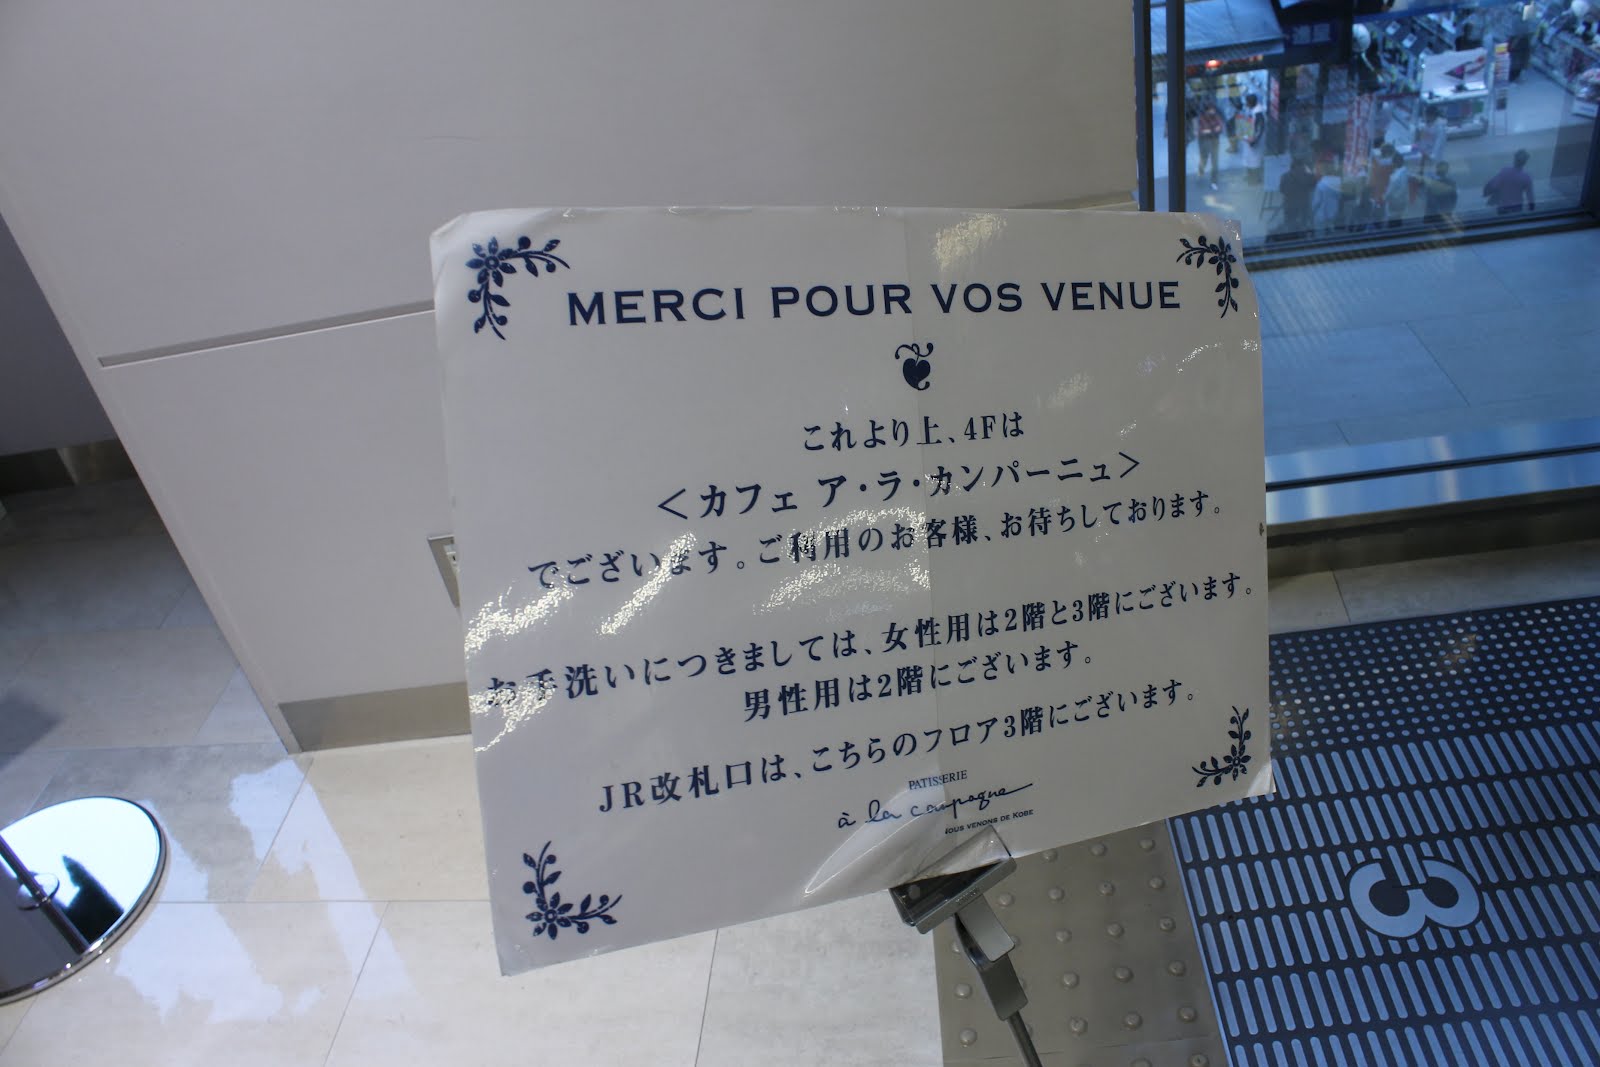 MERCI POUR VOS VENUE
これより上、4Fは
＜カフェ ア・ラ・カンパーニュ＞
でございます。ご利用のお客様、お待ちしております。
お手洗いにつきましては、女性用は2階と3階にございます。
男性用は2階にございます。
JR改札口は、こちらのフロア3階にございます。
PATISSERIE
à la campagne
NOUS VENONS DE KOBE
3